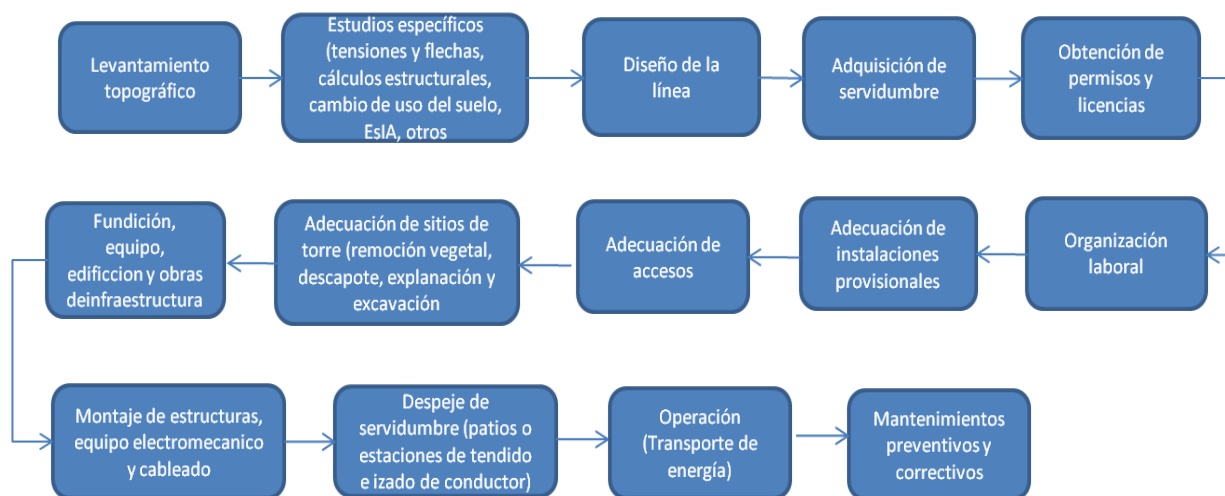 Levantamiento
topográfico
Estudios específicos
(tensiones y flechas,
cálculos estructurales,
cambio de uso del suelo,
EsIA, otros
Diseño de la
línea
Adquisición de
servidumbre
Obtención de
permisos y
licencias
Organización
laboral
Adecuación de
instalaciones
provisionales
Adecuación de
accesos
Adecuación de sitios de
torre (remoción vegetal,
descapote, explanación y
excavación
Fundición,
equipo,
edificcion y obras
deinfraestructura
Montaje de estructuras,
equipo electromecanico
y cableado
Despeje de
servidumbre (patios o
estaciones de tendido
e izado de conductor)
Operación
(Transporte de
energía)
Mantenimientos
preventivos y
correctivos